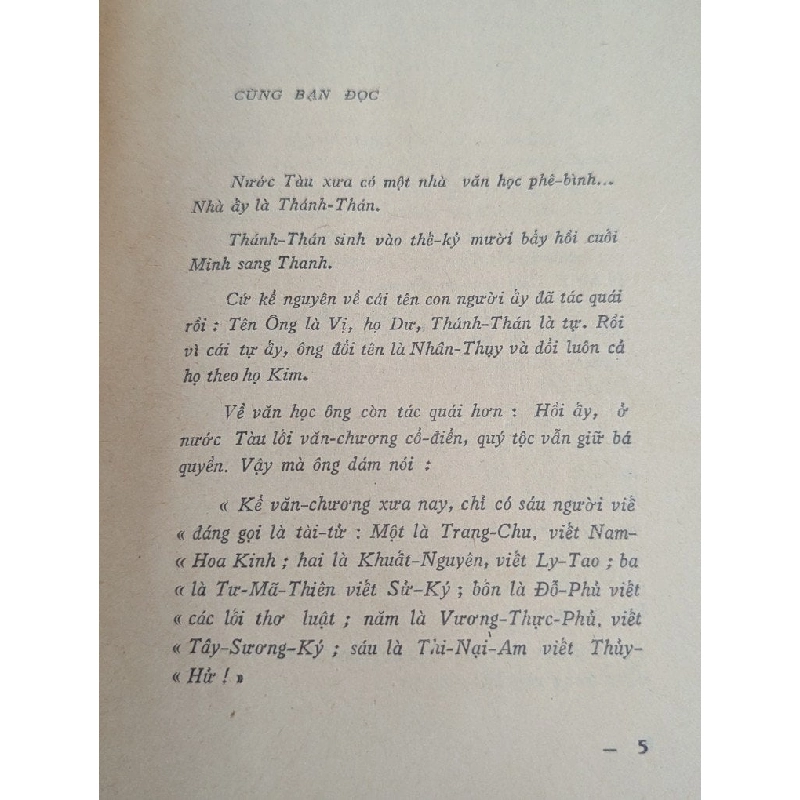 CÙNG BẠN ĐỌC
Nước Tàu xưa có một nhà văn học phê-bình...
Nhà ấy là Thánh-Thán.
Thánh-Thán sinh vào thế-kỷ mười bẩy hồi cuối
Minh sang Thanh.
Cứ kể nguyên về cái tên con người ấy đã tác quái
rồi : Tên Ông là Vị, họ Dư, Thánh-Thán là tự. Rồi
vì cái tự ấy, ông đổi tên là Nhân-Thụy và đổi luôn cả
họ theo họ Kim.
Về văn học ông còn tác quái hơn : Hồi ấy, ở
nước Tàu lối văn-chương cổ-điển, quý tộc vẫn giữ bá
quyền. Vậy mà ông dám nói :
« Kể văn-chương xưa nay, chỉ có sáu người viế
« đáng gọi là tài-tử : Một là Trang-Chu, viết Nam-
« Hoa Kinh ; hai là Khuất-Nguyên, viết Ly-Tao ; ba
« là Tư-Mã-Thiên viết Sử-Ký ; bốn là Đỗ-Phủ viết
« các lối thơ luật ; năm là Vương-Thực-Phủ, viết
« Tây-Sương-Ký ; sáu là Thi-Nại-Am viết Thủy-
« Hử ! »
— 5